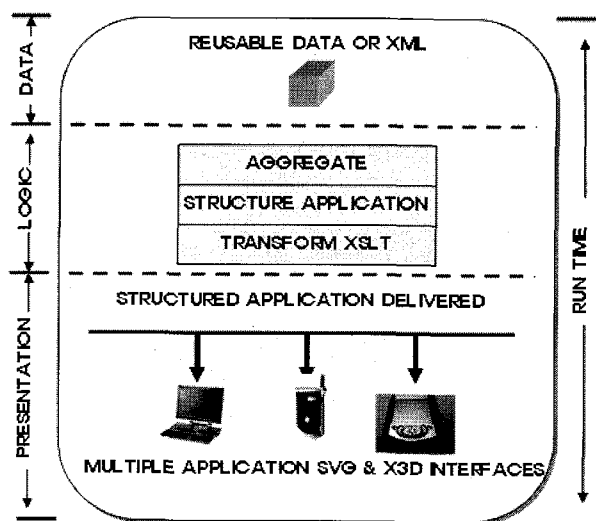 REUSABLE DATA OR XML
DATA
AGGREGATE
STRUCTURE APPLICATION
TRANSFORM XSLT
LOGIC
STRUCTURED APPLICATION DELIVERED
MULTIPLE APPLICATION SVG & X3D INTERFACES
PRESENTATION
RUN TIME